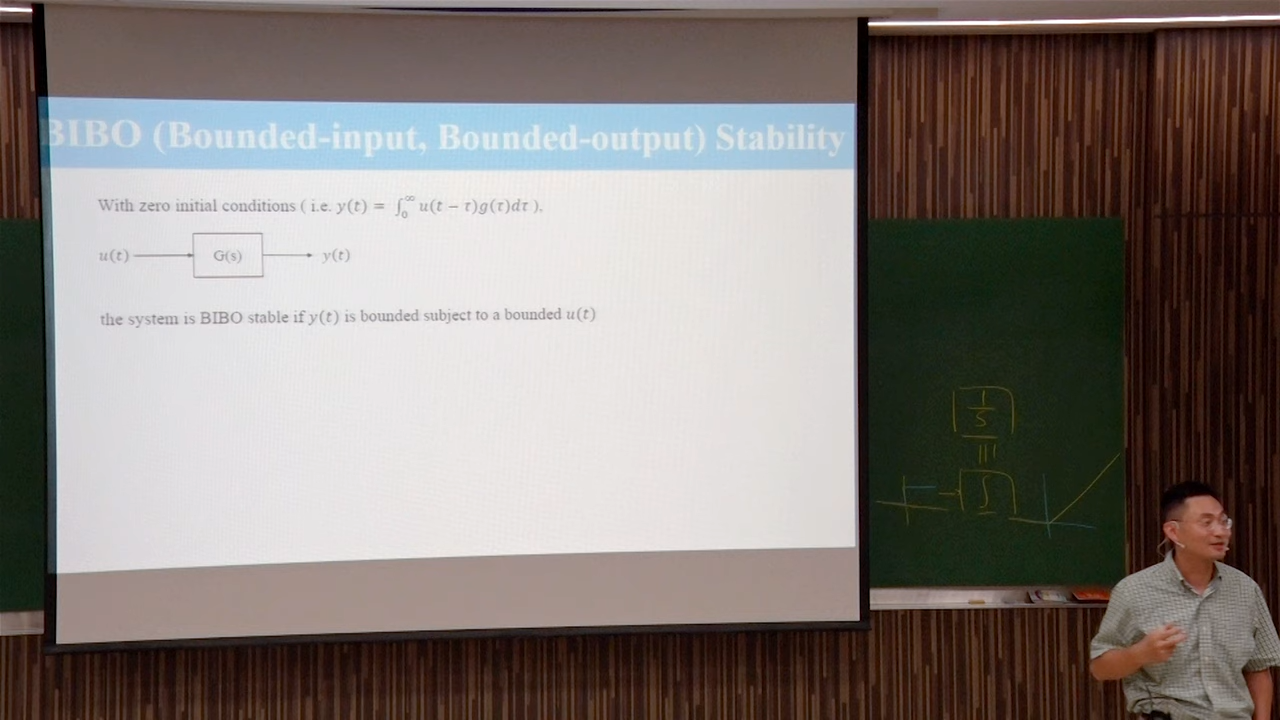 BIBO (Bounded-input, Bounded-output) Stability
With zero initial conditions ( i.e. y(t) = ∫₀^∞ u(t − τ)g(τ)dτ ),
u(t) G(s) y(t)
the system is BIBO stable if y(t) is bounded subject to a bounded u(t)
1
s
∫